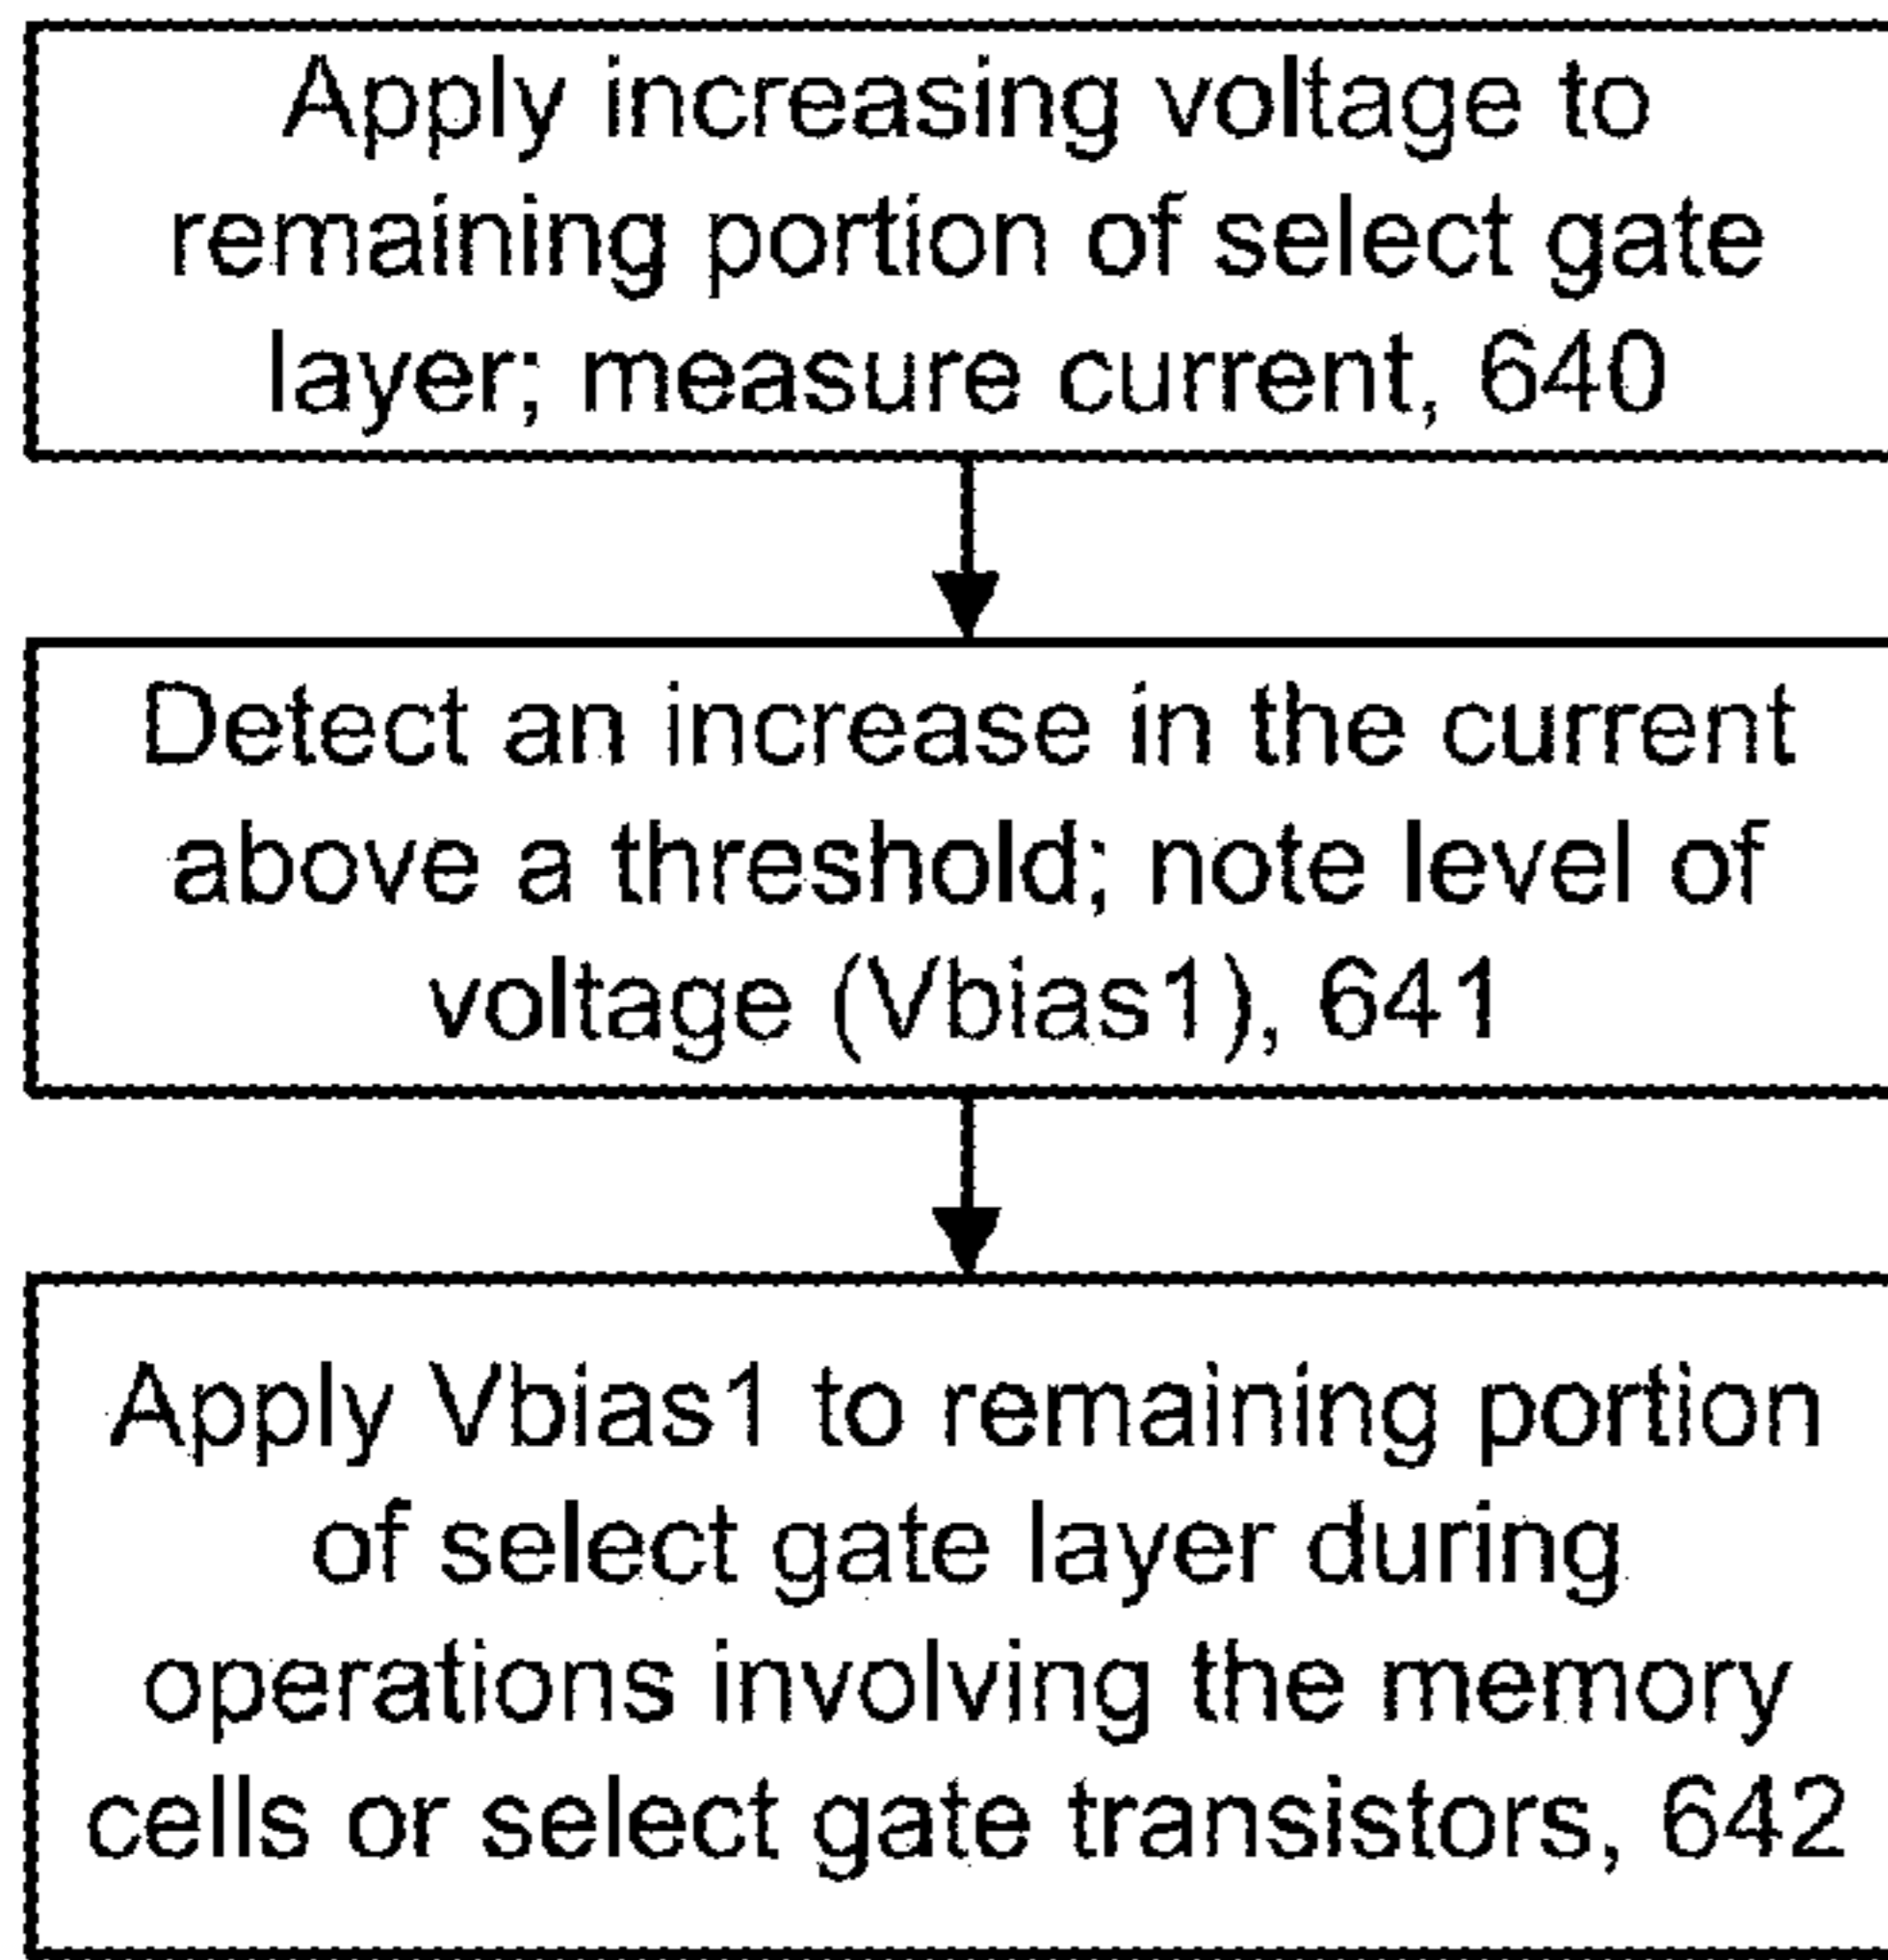 Apply increasing voltage to
remaining portion of select gate
layer; measure current, 640
Detect an increase in the current
above a threshold; note level of
voltage (Vbias1), 641
Apply Vbias1 to remaining portion
of select gate layer during
operations involving the memory
cells or select gate transistors, 642